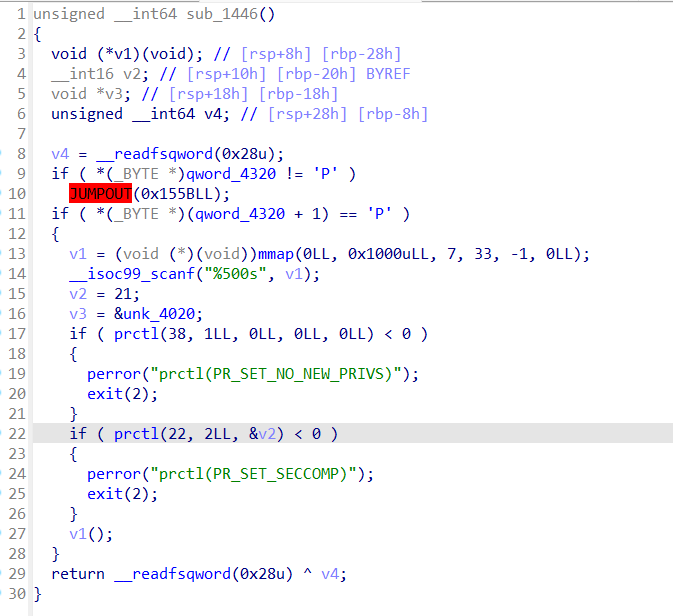 1 unsigned __int64 sub_1446()
2 {
3   void (*v1)(void); // [rsp+8h] [rbp-28h]
4   __int16 v2; // [rsp+10h] [rbp-20h] BYREF
5   void *v3; // [rsp+18h] [rbp-18h]
6   unsigned __int64 v4; // [rsp+28h] [rbp-8h]
7
8   v4 = __readfsqword(0x28u);
9   if ( *(_BYTE *)qword_4320 != 'P' )
10     JUMPOUT(0x155BLL);
11   if ( *(_BYTE *)(qword_4320 + 1) == 'P' )
12   {
13     v1 = (void (*)(void))mmap(0LL, 0x1000uLL, 7, 33, -1, 0LL);
14     __isoc99_scanf("%500s", v1);
15     v2 = 21;
16     v3 = &unk_4020;
17     if ( prctl(38, 1LL, 0LL, 0LL, 0LL) < 0 )
18     {
19       perror("prctl(PR_SET_NO_NEW_PRIVS)");
20       exit(2);
21     }
22     if ( prctl(22, 2LL, &v2) < 0 )
23     {
24       perror("prctl(PR_SET_SECCOMP)");
25       exit(2);
26     }
27     v1();
28   }
29   return __readfsqword(0x28u) ^ v4;
30 }